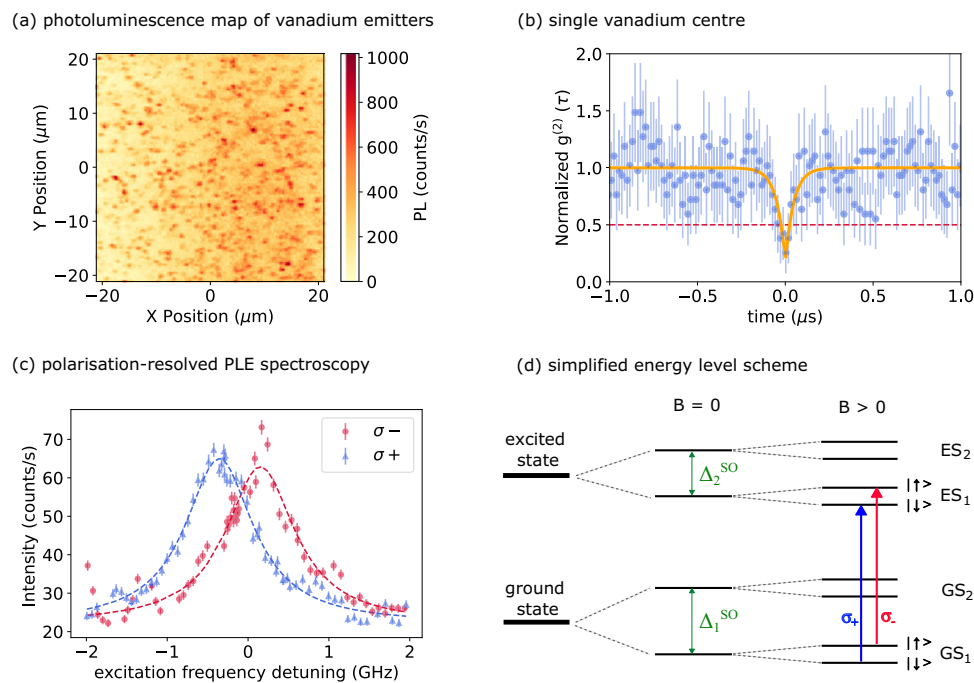 (a) photoluminescence map of vanadium emitters
20
10
0
−10
−20
Y Position (μm)
−20
0
20
X Position (μm)
1000
800
600
400
200
0
PL (counts/s)
(b) single vanadium centre
2.0
1.5
1.0
0.5
0.0
Normalized g⁽²⁾ (τ)
−1.0
−0.5
0.0
0.5
1.0
time (μs)
(c) polarisation-resolved PLE spectroscopy
80
70
60
50
40
30
20
Intensity (counts/s)
σ −
σ +
−2
−1
0
1
2
excitation frequency detuning (GHz)
(d) simplified energy level scheme
B = 0
B > 0
excited
state
Δ₂ˢᴼ
ES₂
|↑>
ES₁
|↓>
ground
state
Δ₁ˢᴼ
GS₂
σ₊
σ₋
|↑>
GS₁
|↓>